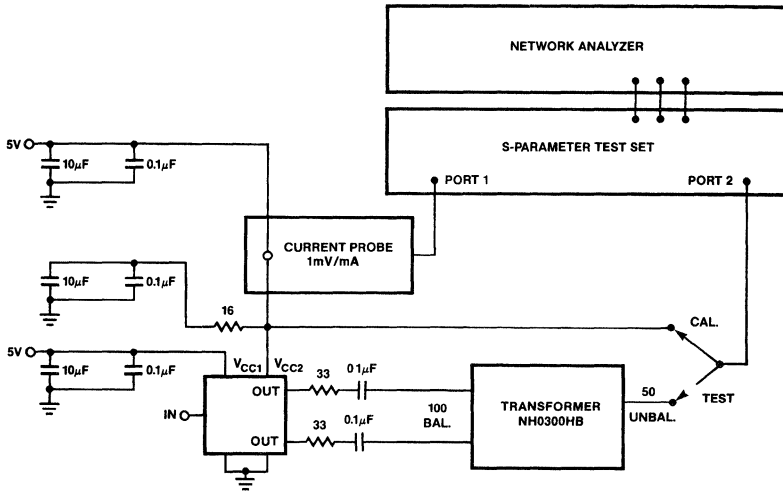 NETWORK ANALYZER
S-PARAMETER TEST SET
PORT 1
PORT 2
5V
10µF
0.1µF
CURRENT PROBE
1mV/mA
10µF
0.1µF
16
CAL.
5V
10µF
0.1µF
VCC1
VCC2
33
0 1µF
OUT
IN
OUT
33
0.1µF
100
BAL.
TRANSFORMER
NH0300HB
50
UNBAL.
TEST